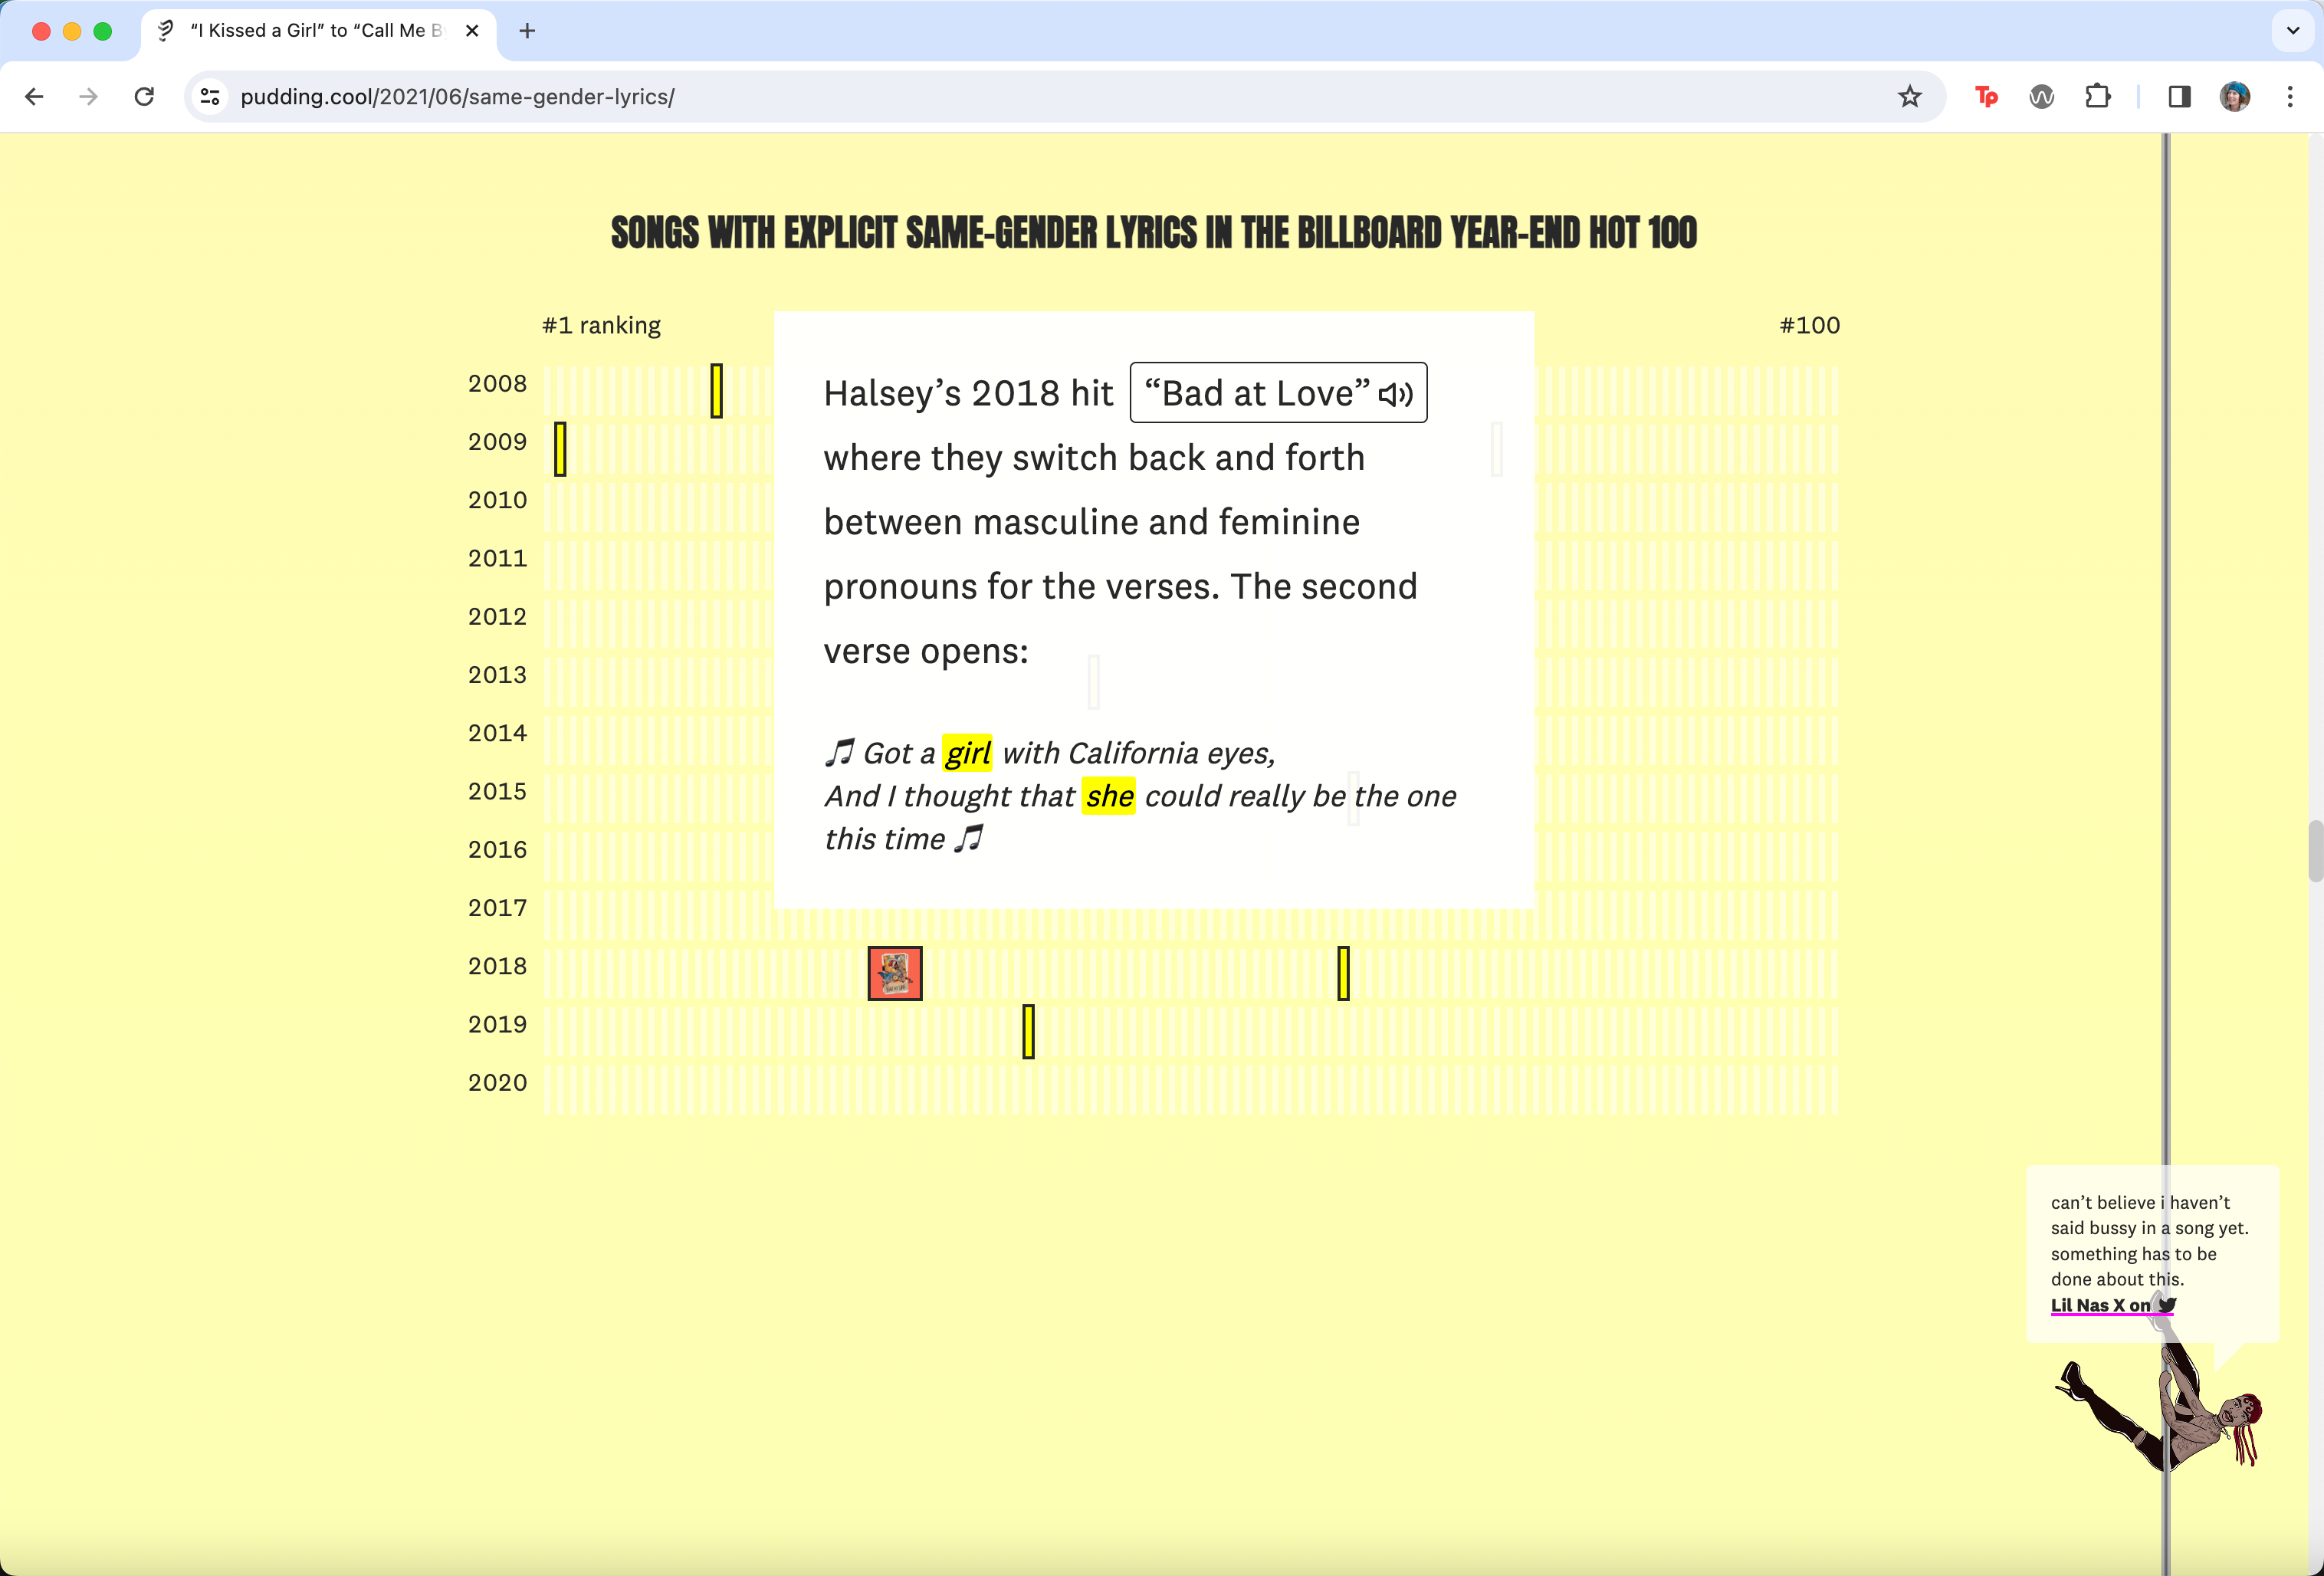 “I Kissed a Girl” to “Call Me B
pudding.cool/2021/06/same-gender-lyrics/
Tp
SONGS WITH EXPLICIT SAME-GENDER LYRICS IN THE BILLBOARD YEAR-END HOT 100
#1 ranking
#100
2008
2009
2010
2011
2012
2013
2014
2015
2016
2017
2018
2019
2020
Halsey’s 2018 hit “Bad at Love”
where they switch back and forth
between masculine and feminine
pronouns for the verses. The second
verse opens:
Got a girl with California eyes,
And I thought that she could really be the one
this time
can’t believe i haven’t
said bussy in a song yet.
something has to be
done about this.
Lil Nas X on